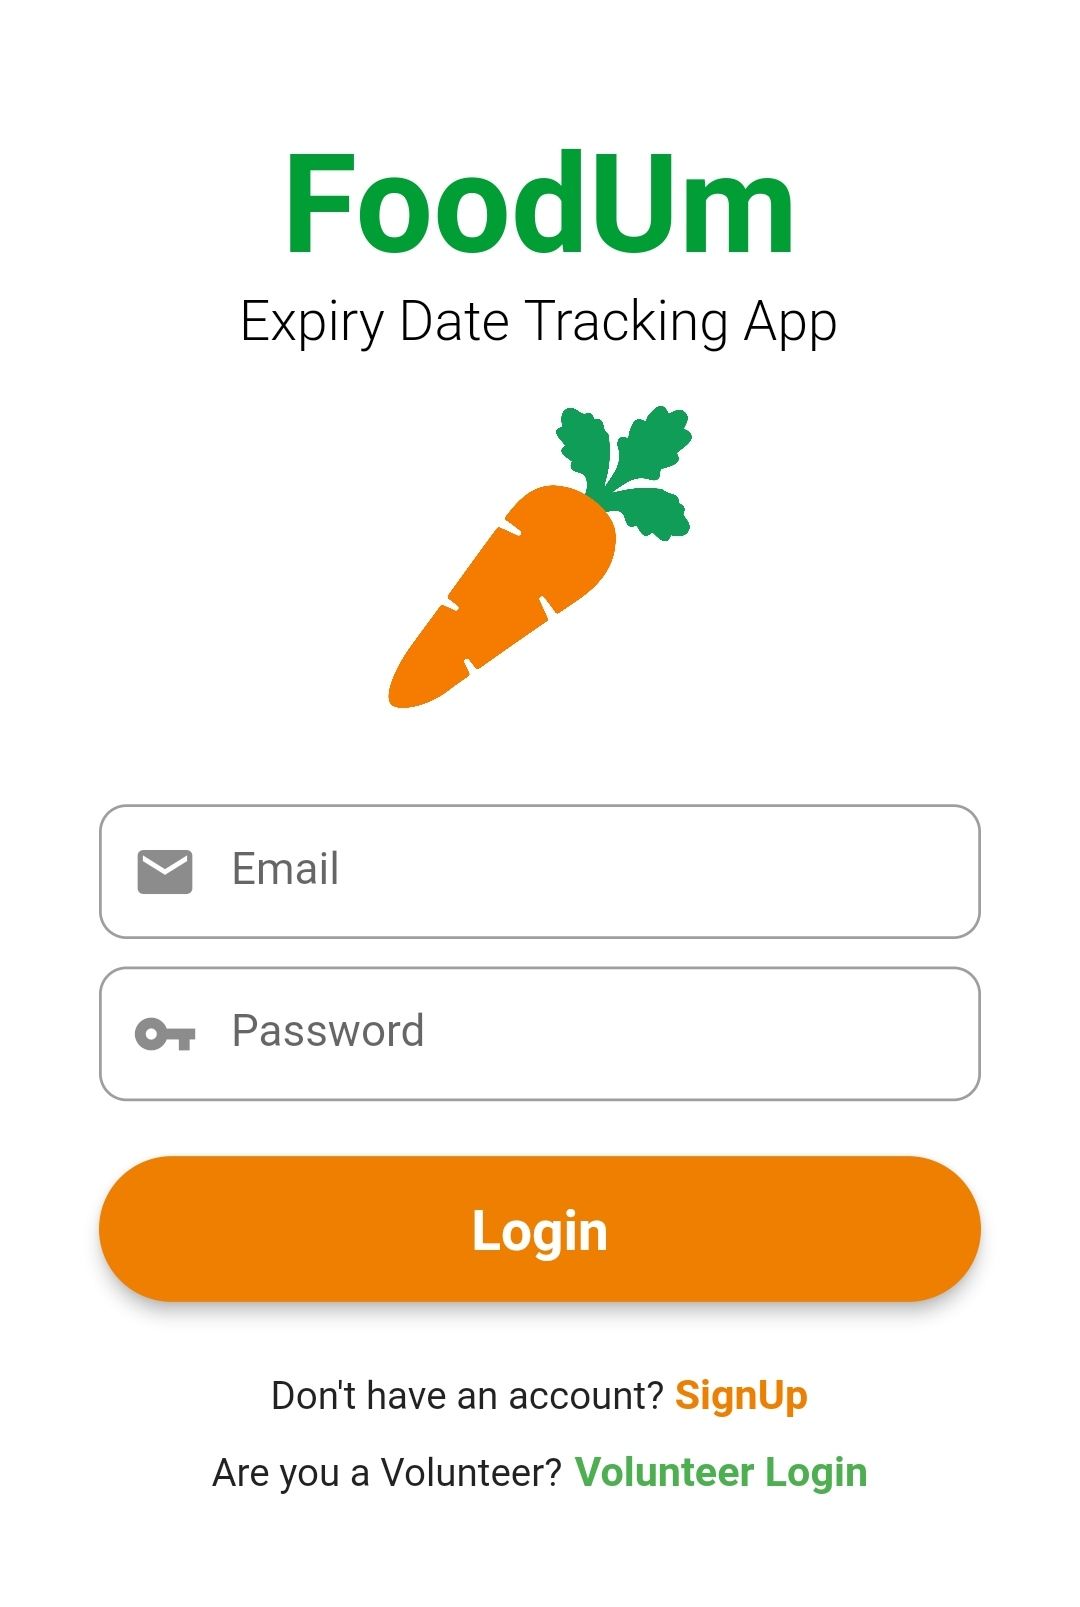 FoodUm
Expiry Date Tracking App
Email
Password
Login
Don't have an account? SignUp
Are you a Volunteer? Volunteer Login